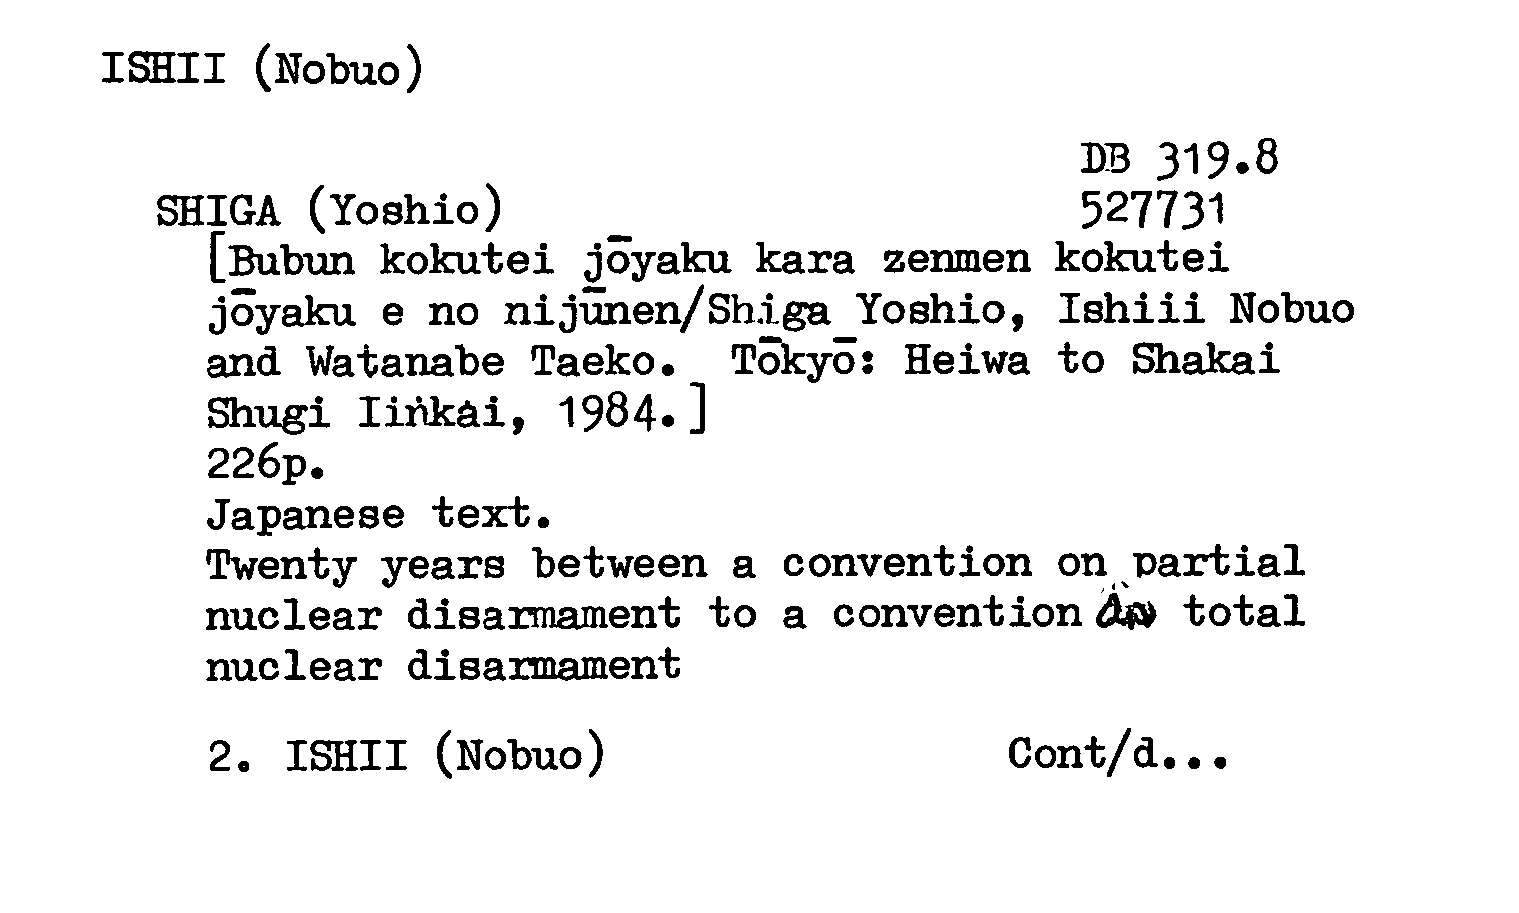 ISHII (Nobuo)
DB 319.8
SHIGA (Yoshio) 527731
[Bubun kokutei jōyaku kara zenmen kokutei
jōyaku e no nijūnen/Shiga Yoshio, Ishiii Nobuo
and Watanabe Taeko. Tōkyō: Heiwa to Shakai
Shugi Iinkai, 1984.]
226p.
Japanese text.
Twenty years between a convention on partial
nuclear disarmament to a convention total
nuclear disarmament
2. ISHII (Nobuo) Cont/d...